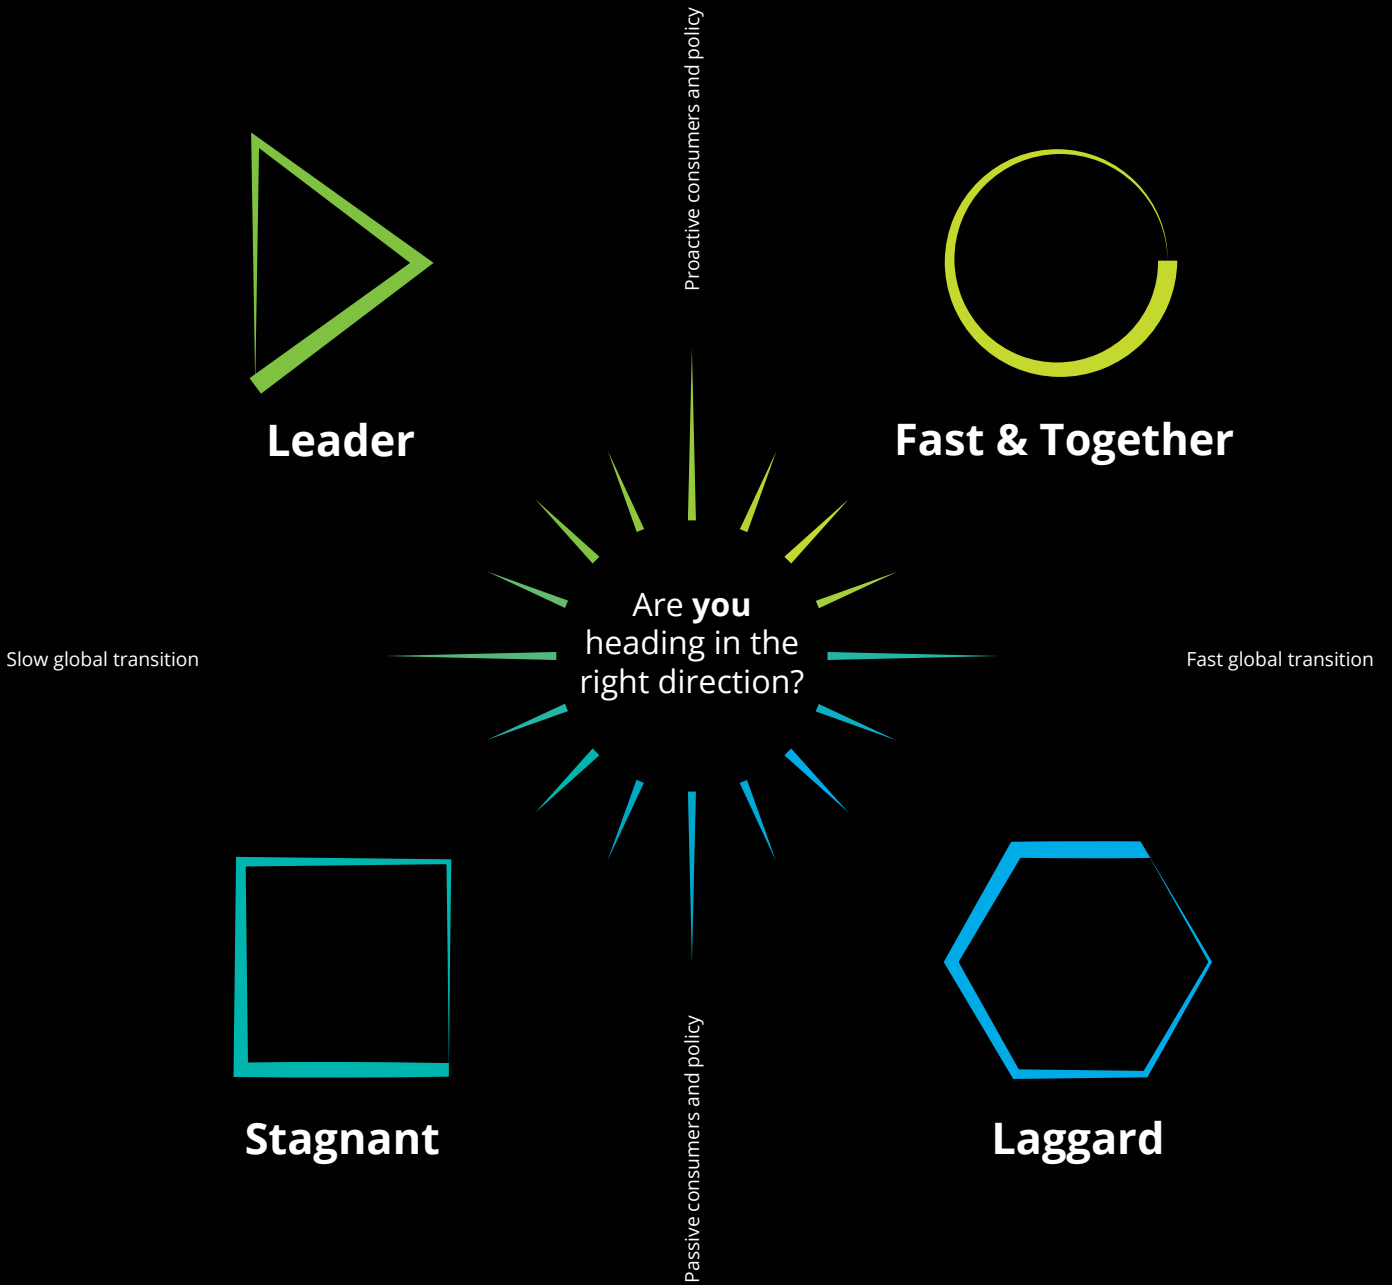 Proactive consumers and policy
Leader
Fast & Together
Are you
heading in the
right direction?
Slow global transition
Fast global transition
Stagnant
Laggard
Passive consumers and policy